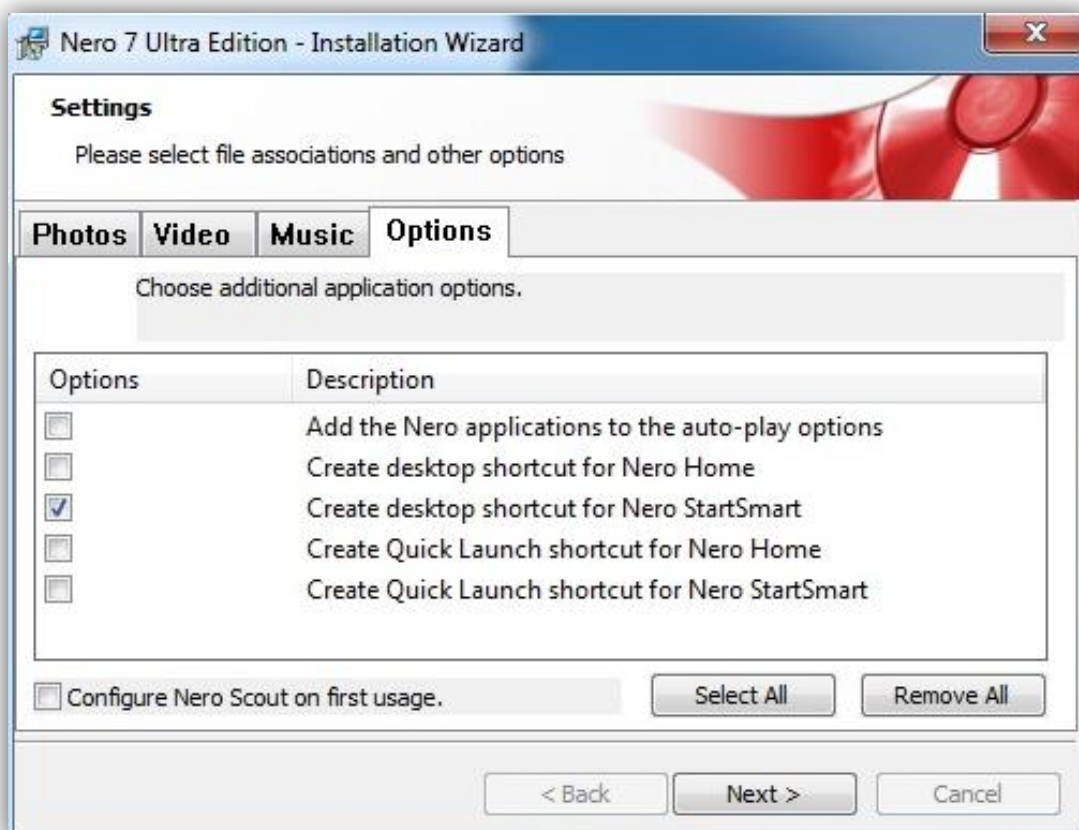 Nero 7 Ultra Edition - Installation Wizard
x
Settings
Please select file associations and other options
Photos Video Music Options
Choose additional application options.
Options Description
Add the Nero applications to the auto-play options
Create desktop shortcut for Nero Home
Create desktop shortcut for Nero StartSmart
Create Quick Launch shortcut for Nero Home
Create Quick Launch shortcut for Nero StartSmart
Configure Nero Scout on first usage. Select All Remove All
< Back Next > Cancel